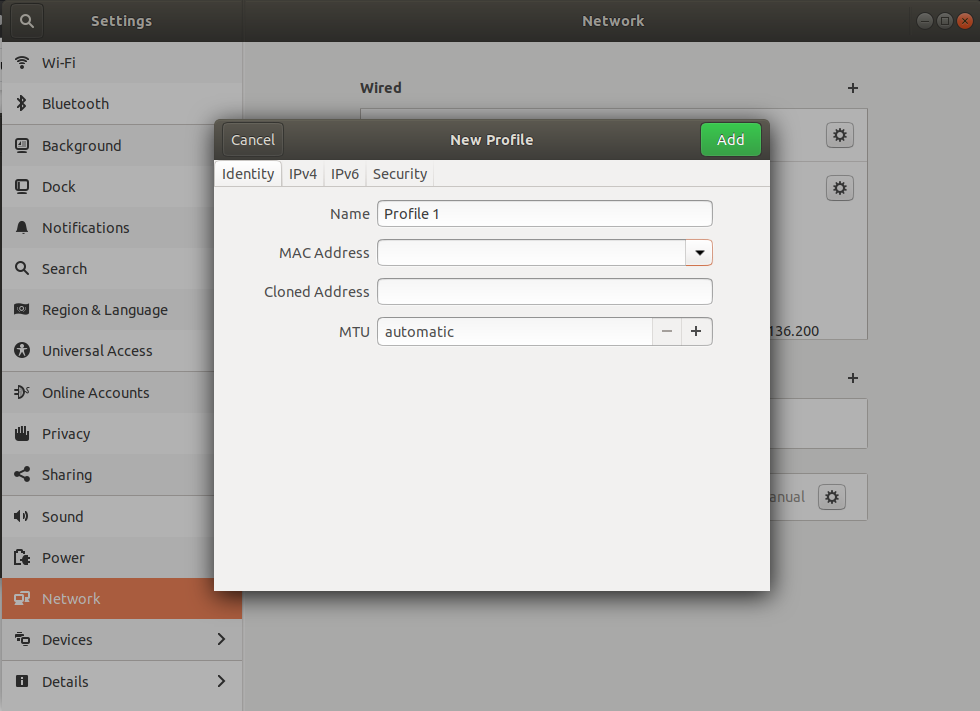 Settings
Network
Wi-Fi
Bluetooth
Background
Dock
Notifications
Search
Region & Language
Universal Access
Online Accounts
Privacy
Sharing
Sound
Power
Network
Devices
Details
Wired
Cancel
New Profile
Add
Identity
IPv4
IPv6
Security
Name
Profile 1
MAC Address
Cloned Address
MTU
automatic
136.200
anual